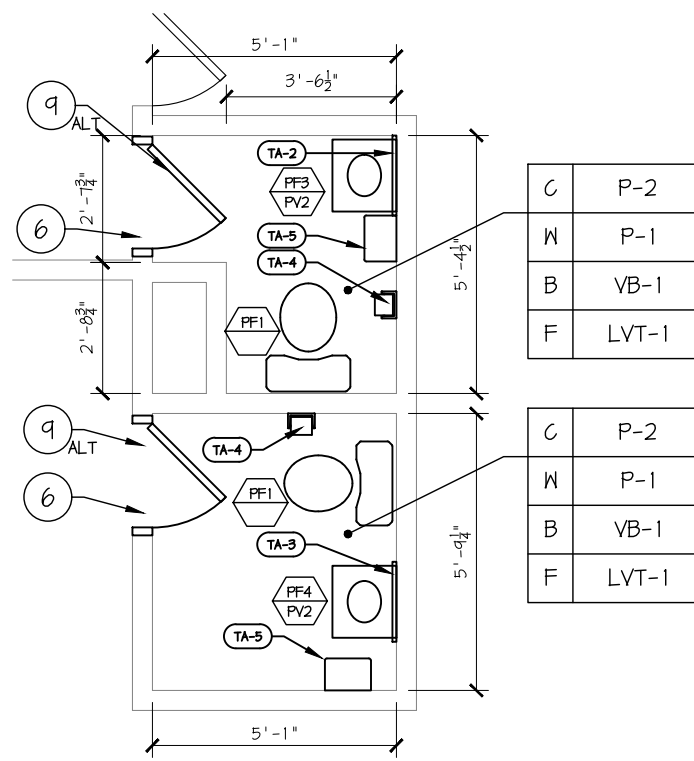 5'-1"
3'-6½"
9
ALT
TA-2
PF3
PV2
2'-7¾"
6
TA-5
TA-4
5'-4½"
C P-2
W P-1
B VB-1
F LVT-1
2'-8¾"
PF1
9
ALT
TA-4
C P-2
W P-1
B VB-1
F LVT-1
6
PF1
TA-3
5'-9¼"
PF4
PV2
TA-5
5'-1"